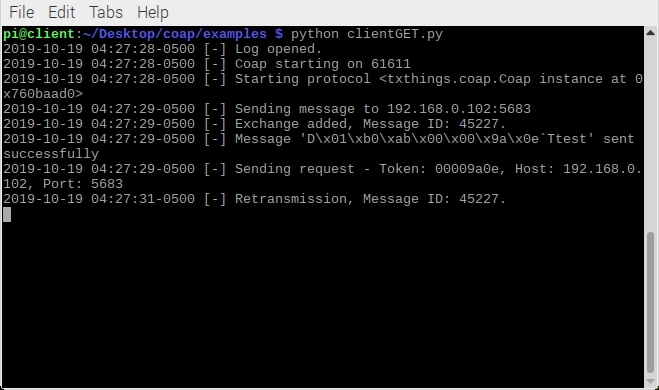 File Edit Tabs Help
pi@client:~/Desktop/coap/examples $ python clientGET.py
2019-10-19 04:27:28-0500 [-] Log opened.
2019-10-19 04:27:28-0500 [-] Coap starting on 61611
2019-10-19 04:27:28-0500 [-] Starting protocol <txthings.coap.Coap instance at 0
x760baad0>
2019-10-19 04:27:29-0500 [-] Sending message to 192.168.0.102:5683
2019-10-19 04:27:29-0500 [-] Exchange added, Message ID: 45227.
2019-10-19 04:27:29-0500 [-] Message 'D\x01\xb0\xab\x00\x00\x9a\x0e`Ttest' sent
successfully
2019-10-19 04:27:29-0500 [-] Sending request - Token: 00009a0e, Host: 192.168.0.
102, Port: 5683
2019-10-19 04:27:31-0500 [-] Retransmission, Message ID: 45227.